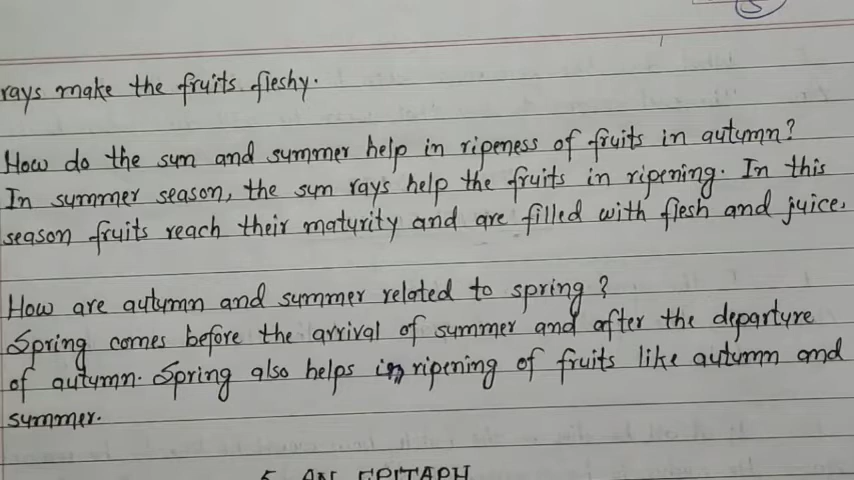 5
rays make the fruits fleshy.
How do the sun and summer help in ripeness of fruits in autumn?
In summer season, the sun rays help the fruits in ripening. In this
season fruits reach their maturity and are filled with flesh and juice.
How are autumn and summer related to spring?
Spring comes before the arrival of summer and after the departure
of autumn. Spring also helps in ripening of fruits like autumn and
summer.
5. AN EPITAPH